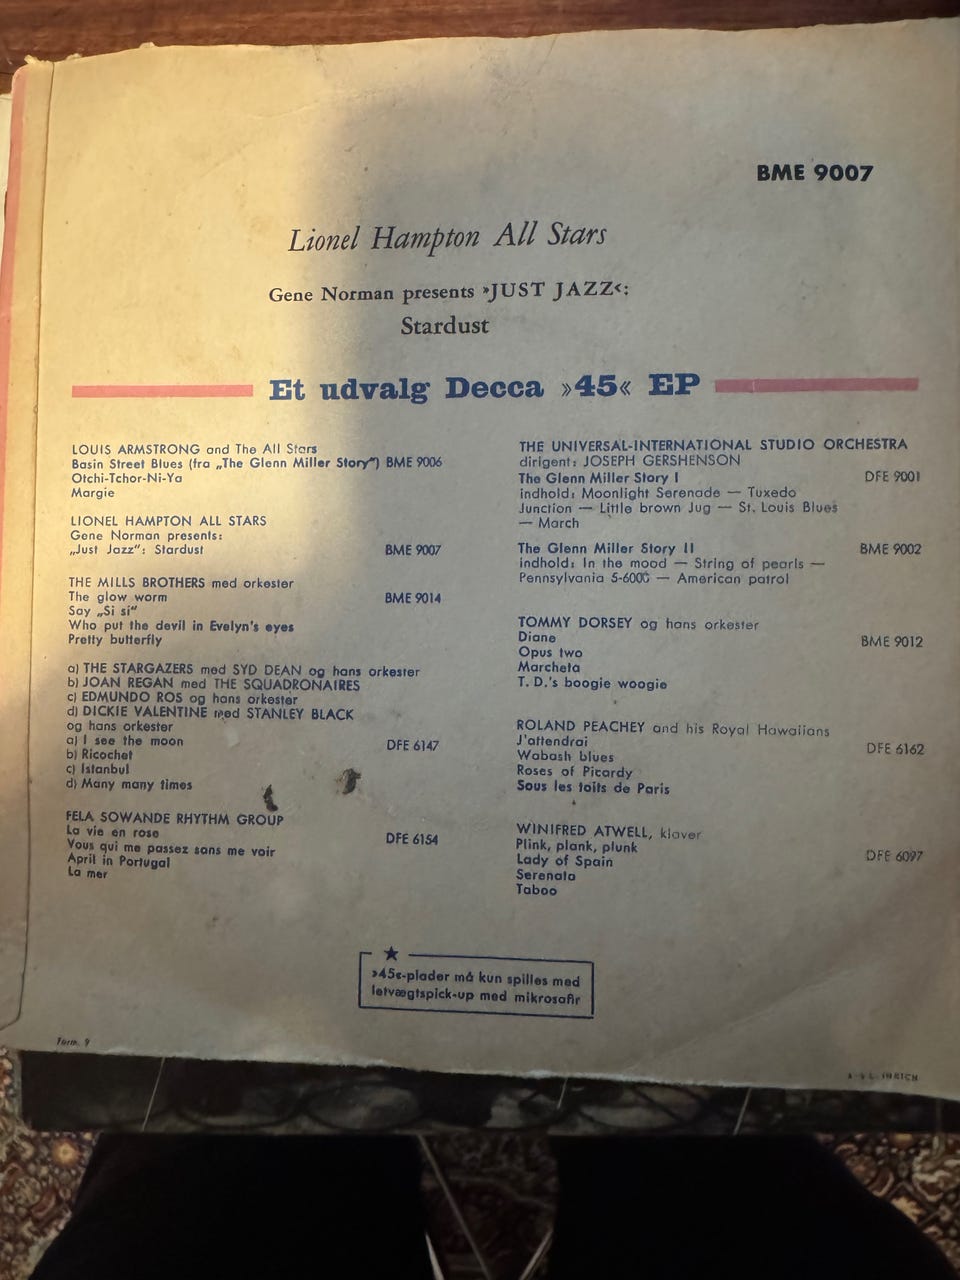 BME 9007
Lionel Hampton All Stars
Gene Norman presents »JUST JAZZ«:
Stardust
Et udvalg Decca »45« EP
LOUIS ARMSTRONG and The All Stars
Basin Street Blues (fra „The Glenn Miller Story") BME 9006
Otchi-Tchor-Ni-Ya
Margie
LIONEL HAMPTON ALL STARS
Gene Norman presents:
„Just Jazz": Stardust BME 9007
THE MILLS BROTHERS med orkester
The glow worm BME 9014
Say „Si si"
Who put the devil in Evelyn's eyes
Pretty butterfly
a) THE STARGAZERS med SYD DEAN og hans orkester
b) JOAN REGAN med THE SQUADRONAIRES
c) EDMUNDO ROS og hans orkester
d) DICKIE VALENTINE med STANLEY BLACK
og hans orkester
a) I see the moon DFE 6147
b) Ricochet
c) Istanbul
d) Many many times
FELA SOWANDE RHYTHM GROUP
La vie en rose DFE 6154
Vous qui me passez sans me voir
April in Portugal
La mer
THE UNIVERSAL-INTERNATIONAL STUDIO ORCHESTRA
dirigent: JOSEPH GERSHENSON
The Glenn Miller Story I DFE 9001
indhold: Moonlight Serenade — Tuxedo
Junction — Little brown Jug — St. Louis Blues
— March
The Glenn Miller Story II BME 9002
indhold: In the mood — String of pearls —
Pennsylvania 5-6000 — American patrol
TOMMY DORSEY og hans orkester
Diane BME 9012
Opus two
Marcheta
T. D.'s boogie woogie
ROLAND PEACHEY and his Royal Hawaiians
J'attendrai DFE 6162
Wabash blues
Roses of Picardy
Sous les toits de Paris
WINIFRED ATWELL, klaver
Plink, plank, plunk
Lady of Spain DFE 6097
Serenata
Taboo
»45«-plader må kun spilles med
letvægtspick-up med mikrosafir
Form. 9